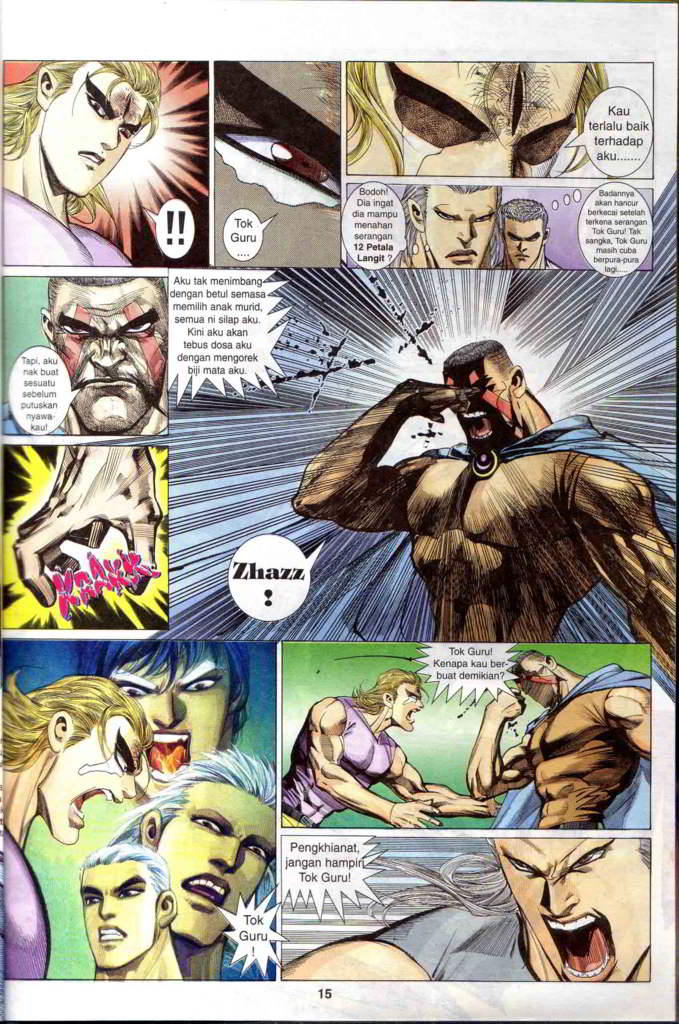 !!
Tok
Guru
....
Kau
terlalu baik
terhadap
aku.......
Bodoh!
Dia ingat
dia mampu
menahan
serangan
12 Petala
Langit ?
Badannya
akan hancur
berkecai setelah
terkena serangan
Tok Guru! Tak
sangka, Tok Guru
masih cuba
berpura-pura
lagi.....
Tapi, aku
nak buat
sesuatu
sebelum
putuskan
nyawa-
kau!
Aku tak menimbang
dengan betul semasa
memilih anak murid,
semua ni silap aku.
Kini aku akan
tebus dosa aku
dengan mengorek
biji mata aku.
Zhazz
!
Tok
Guru
!
Tok Guru!
Kenapa kau ber-
buat demikian?
Pengkhianat,
jangan hampiri
Tok Guru!
15